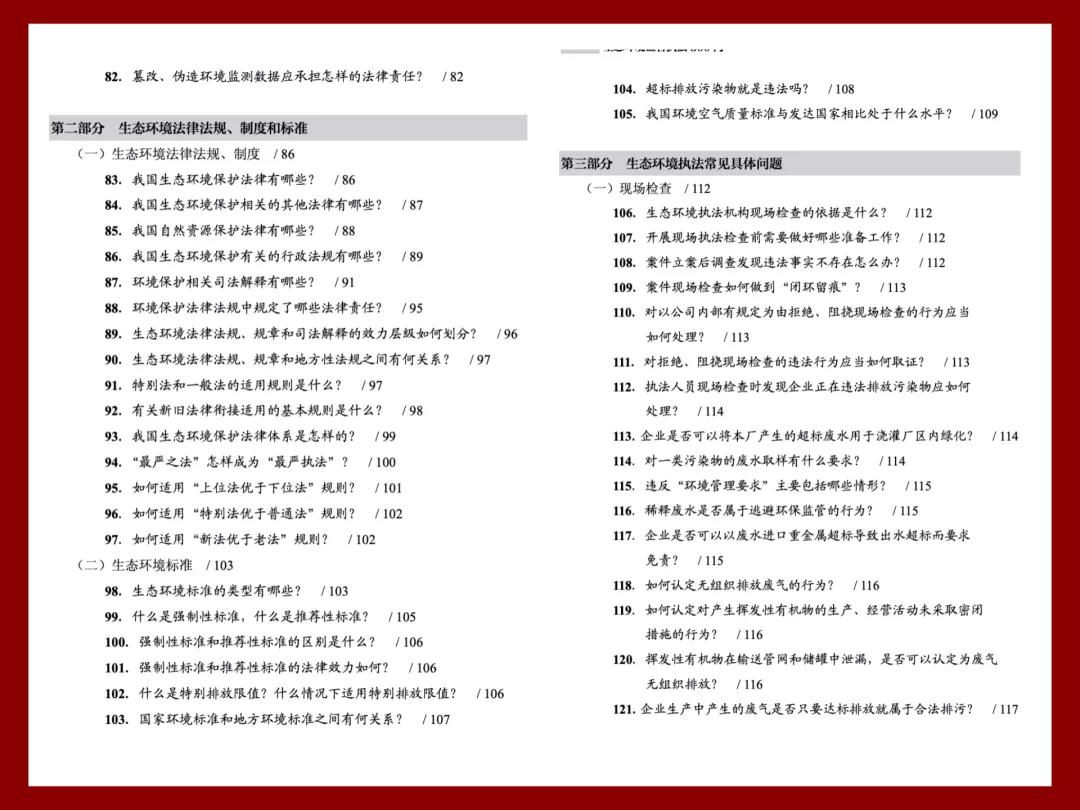 82. 篡改、伪造环境监测数据应承担怎样的法律责任？ / 82
第二部分 生态环境法律法规、制度和标准
（一）生态环境法律法规、制度 / 86
83. 我国生态环境保护法律有哪些？ / 86
84. 我国生态环境保护相关的其他法律有哪些？ / 87
85. 我国自然资源保护法律有哪些？ / 88
86. 我国生态环境保护有关的行政法规有哪些？ / 89
87. 环境保护相关司法解释有哪些？ / 91
88. 环境保护法律法规中规定了哪些法律责任？ / 95
89. 生态环境法律法规、规章和司法解释的效力层级如何划分？ / 96
90. 生态环境法律法规、规章和地方性法规之间有何关系？ / 97
91. 特别法和一般法的适用规则是什么？ / 97
92. 有关新旧法律衔接适用的基本规则是什么？ / 98
93. 我国生态环境保护法律体系是怎样的？ / 99
94. “最严之法”怎样成为“最严执法”？ / 100
95. 如何适用“上位法优于下位法”规则？ / 101
96. 如何适用“特别法优于普通法”规则？ / 102
97. 如何适用“新法优于老法”规则？ / 102
（二）生态环境标准 / 103
98. 生态环境标准的类型有哪些？ / 103
99. 什么是强制性标准，什么是推荐性标准？ / 105
100. 强制性标准和推荐性标准的区别是什么？ / 106
101. 强制性标准和推荐性标准的法律效力如何？ / 106
102. 什么是特别排放限值？什么情况下适用特别排放限值？ / 106
103. 国家环境标准和地方环境标准之间有何关系？ / 107
104. 超标排放污染物就是违法吗？ / 108
105. 我国环境空气质量标准与发达国家相比处于什么水平？ / 109
第三部分 生态环境执法常见具体问题
（一）现场检查 / 112
106. 生态环境执法机构现场检查的依据是什么？ / 112
107. 开展现场执法检查前需要做好哪些准备工作？ / 112
108. 案件立案后调查发现违法事实不存在怎么办？ / 112
109. 案件现场检查如何做到“闭环留痕”？ / 113
110. 对以公司内部有规定为由拒绝、阻挠现场检查的行为应当
如何处理？ / 113
111. 对拒绝、阻挠现场检查的违法行为应当如何取证？ / 113
112. 执法人员现场检查时发现企业正在违法排放污染物应如何
处理？ / 114
113. 企业是否可以将本厂产生的超标废水用于浇灌厂区内绿化？ / 114
114. 对一类污染物的废水取样有什么要求？ / 114
115. 违反“环境管理要求”主要包括哪些情形？ / 115
116. 稀释废水是否属于逃避环保监管的行为？ / 115
117. 企业是否可以以废水进口重金属超标导致出水超标而要求
免责？ / 115
118. 如何认定无组织排放废气的行为？ / 116
119. 如何认定对产生挥发性有机物的生产、经营活动未采取密闭
措施的行为？ / 116
120. 挥发性有机物在输送管网和储罐中泄漏，是否可以认定为废气
无组织排放？ / 116
121. 企业生产中产生的废气是否只要达标排放就属于合法排污？ / 117